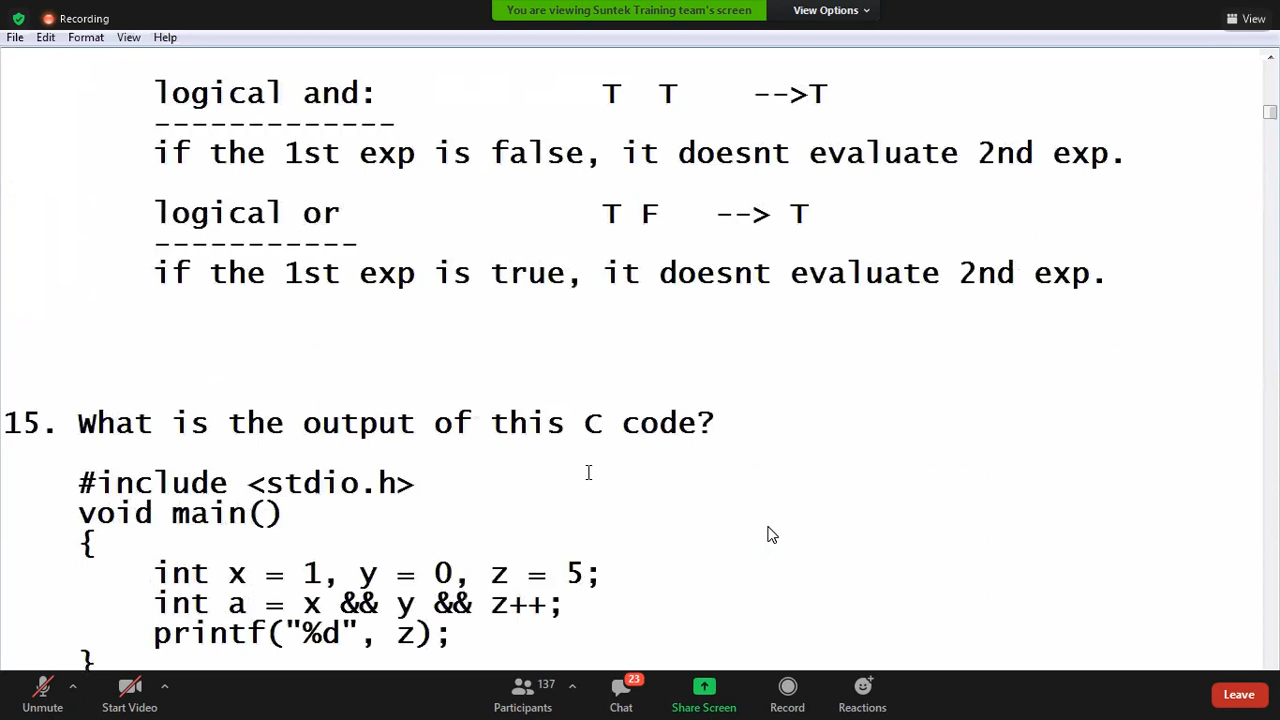 Recording
You are viewing Suntek Training team's screen
View Options
View
File Edit Format View Help
logical and: T T -->T
-------------
if the 1st exp is false, it doesnt evaluate 2nd exp.
logical or T F --> T
-----------
if the 1st exp is true, it doesnt evaluate 2nd exp.
15. What is the output of this C code?
#include <stdio.h>
void main()
{
int x = 1, y = 0, z = 5;
int a = x && y && z++;
printf("%d", z);
}
Unmute Start Video Participants 137 Chat 23 Share Screen Record Reactions Leave